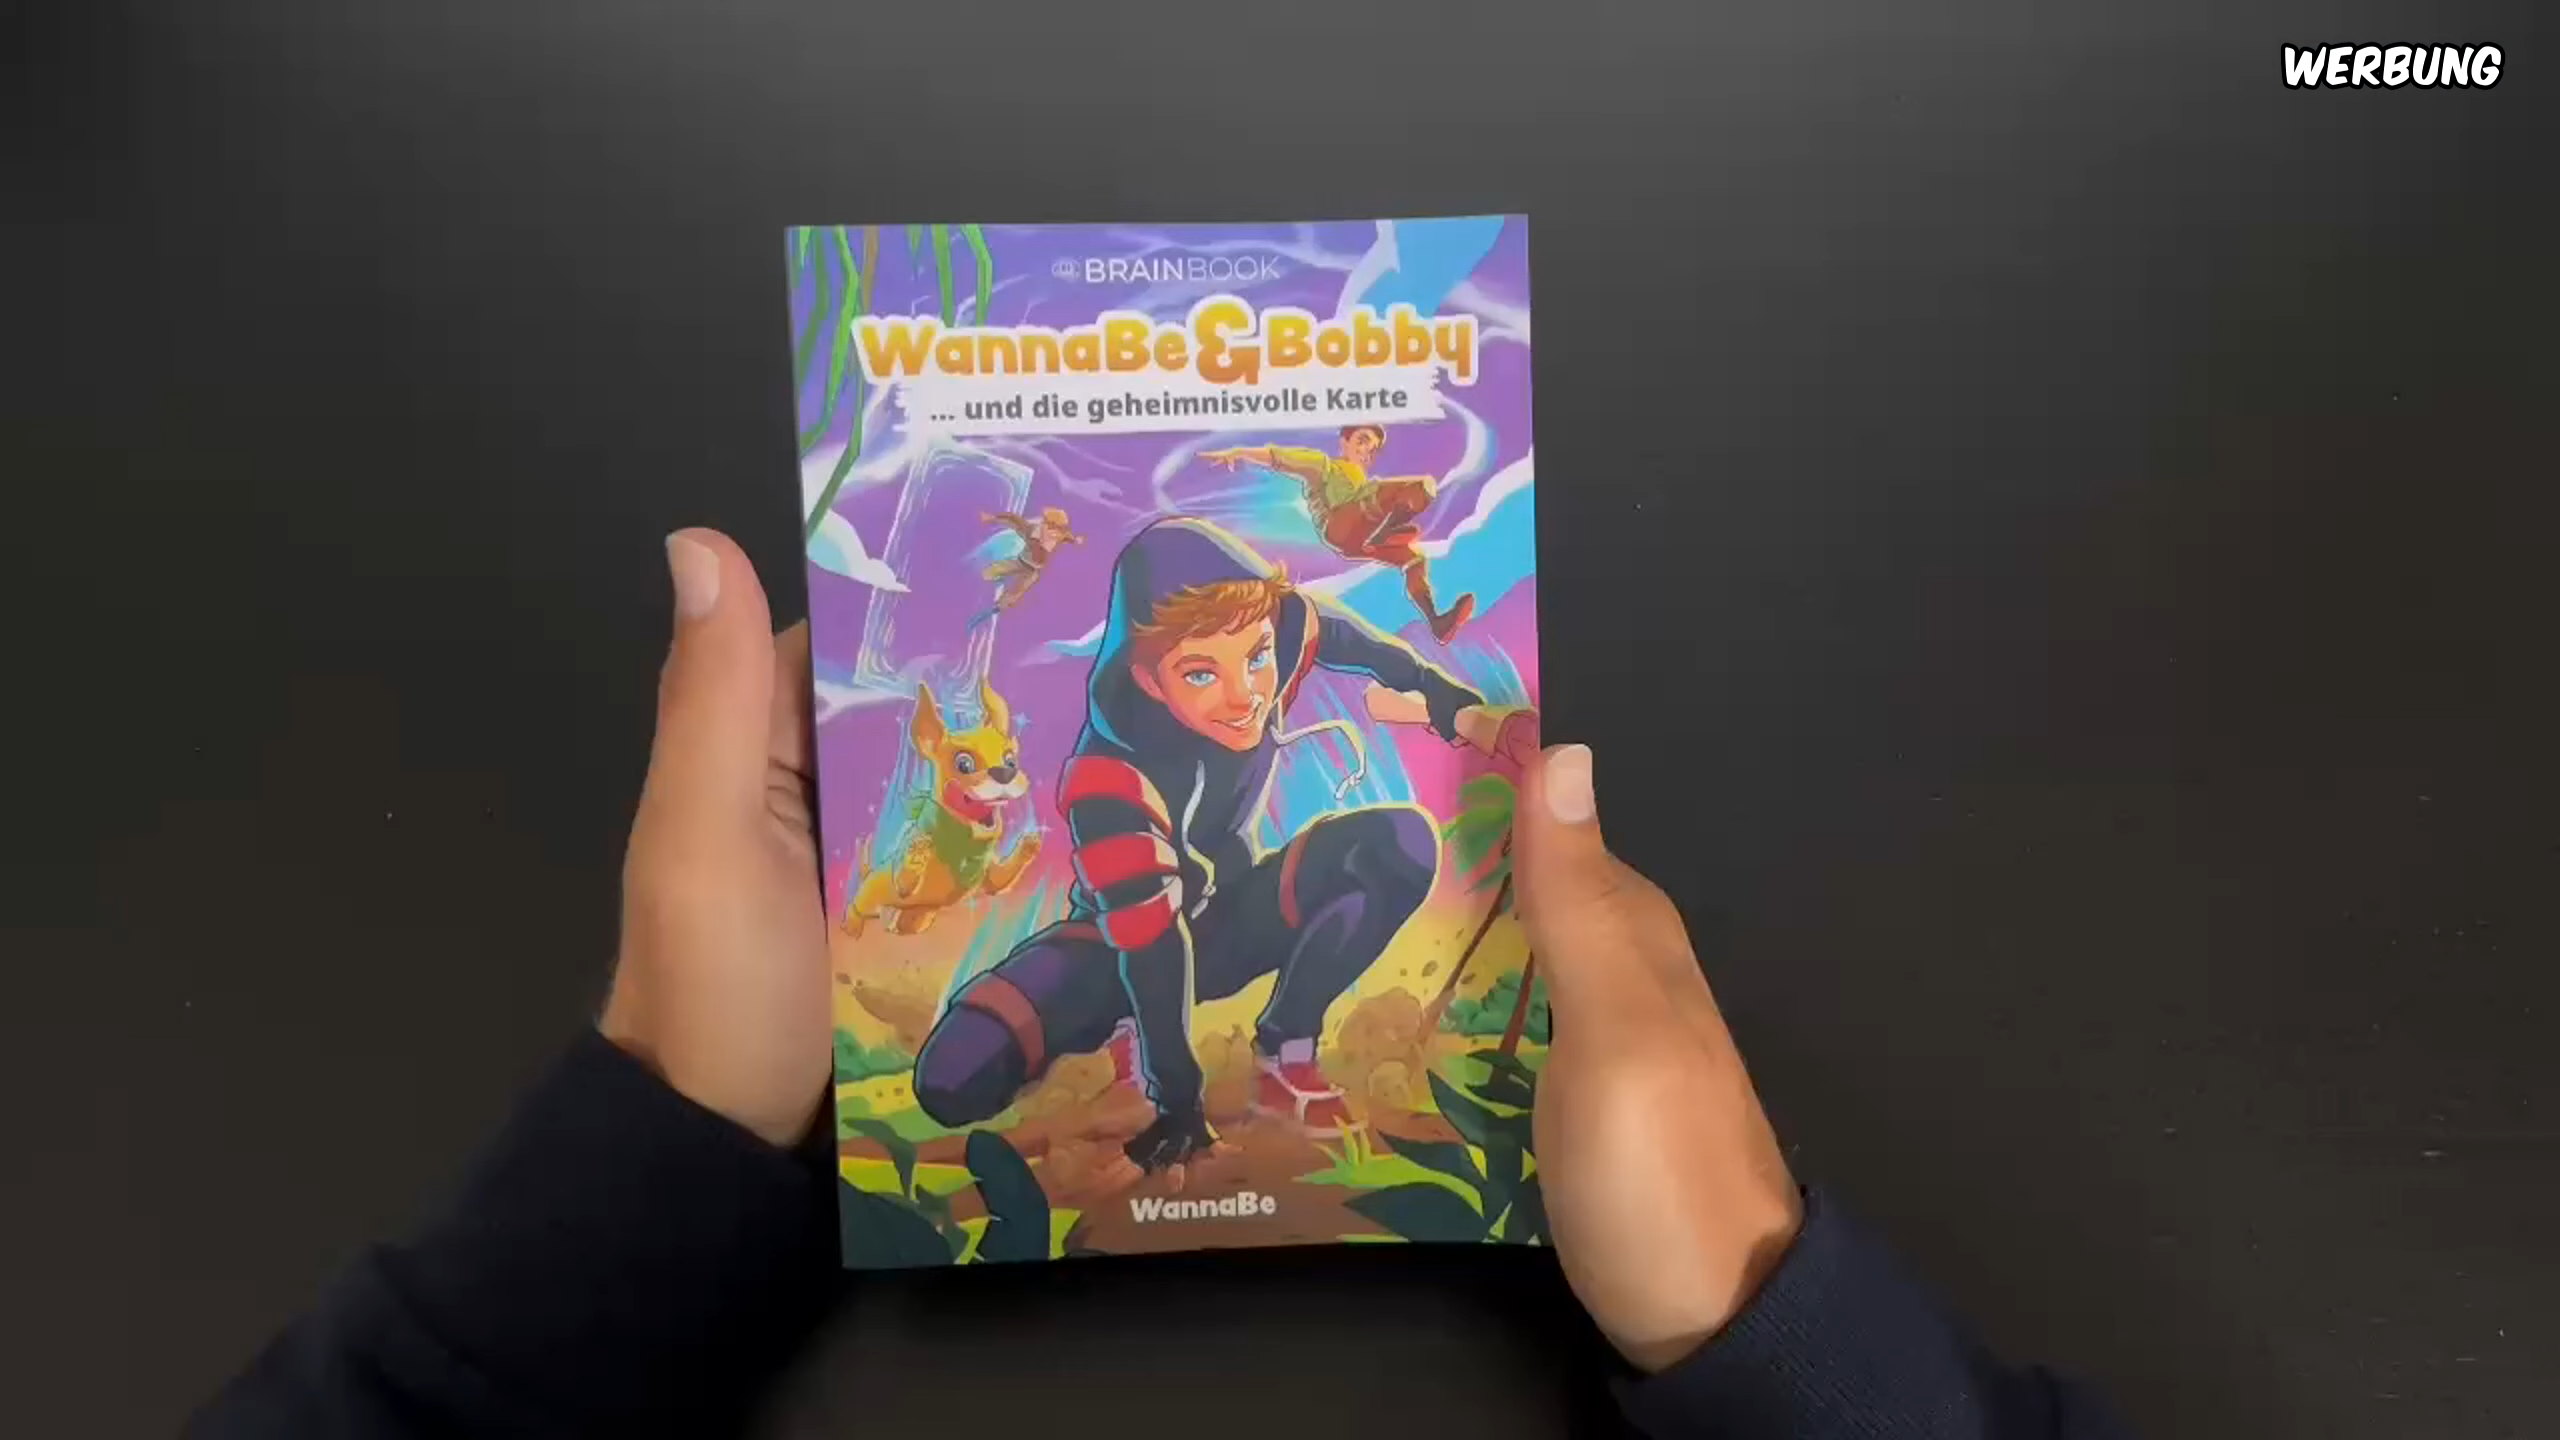 WERBUNG
BRAINBOOK
WannaBe & Bobby
... und die geheimnisvolle Karte
WannaBe